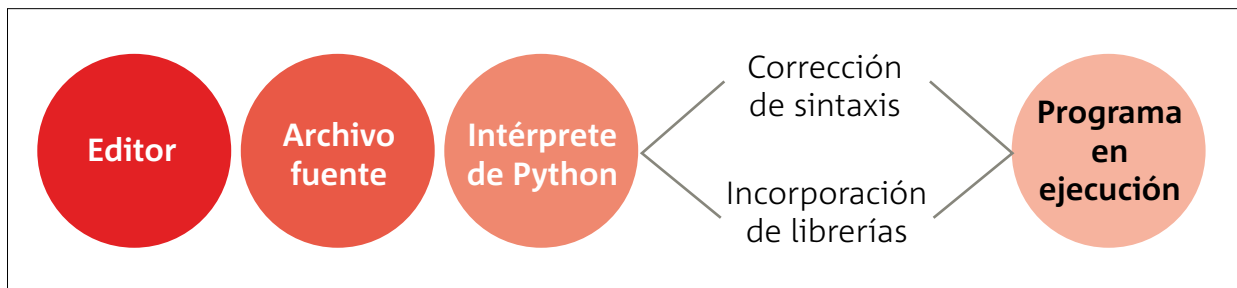 Editor
Archivo
fuente
Intérprete
de Python
Corrección
de sintaxis
Incorporación
de librerías
Programa
en
ejecución